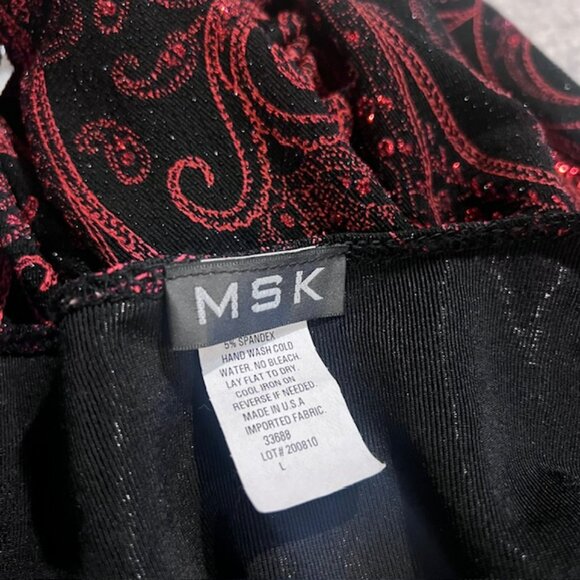 MSK
5% SPANDEX
HAND WASH COLD
WATER. NO BLEACH
LAY FLAT TO DRY.
COOL IRON ON
REVERSE IF NEEDED.
MADE IN U.S.A
IMPORTED FABRIC.
33688
LOT# 200810
L